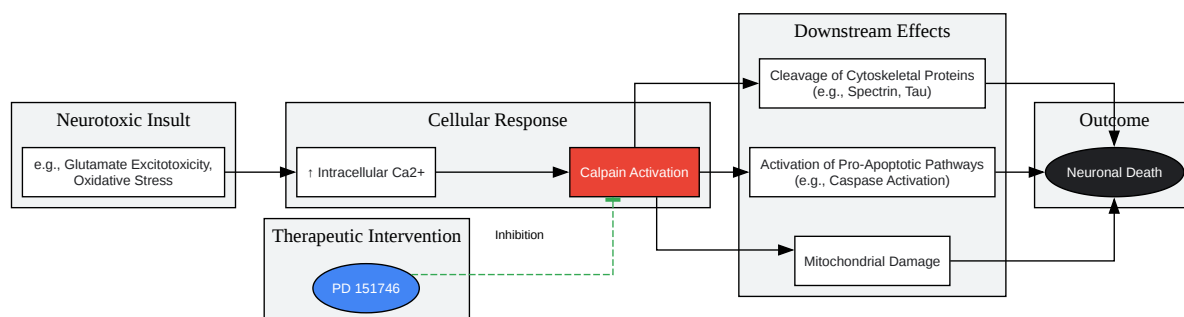 Neurotoxic Insult
e.g., Glutamate Excitotoxicity,
Oxidative Stress
Cellular Response
↑ Intracellular Ca2+
Calpain Activation
Therapeutic Intervention
PD 151746
Inhibition
Downstream Effects
Cleavage of Cytoskeletal Proteins
(e.g., Spectrin, Tau)
Activation of Pro-Apoptotic Pathways
(e.g., Caspase Activation)
Mitochondrial Damage
Outcome
Neuronal Death